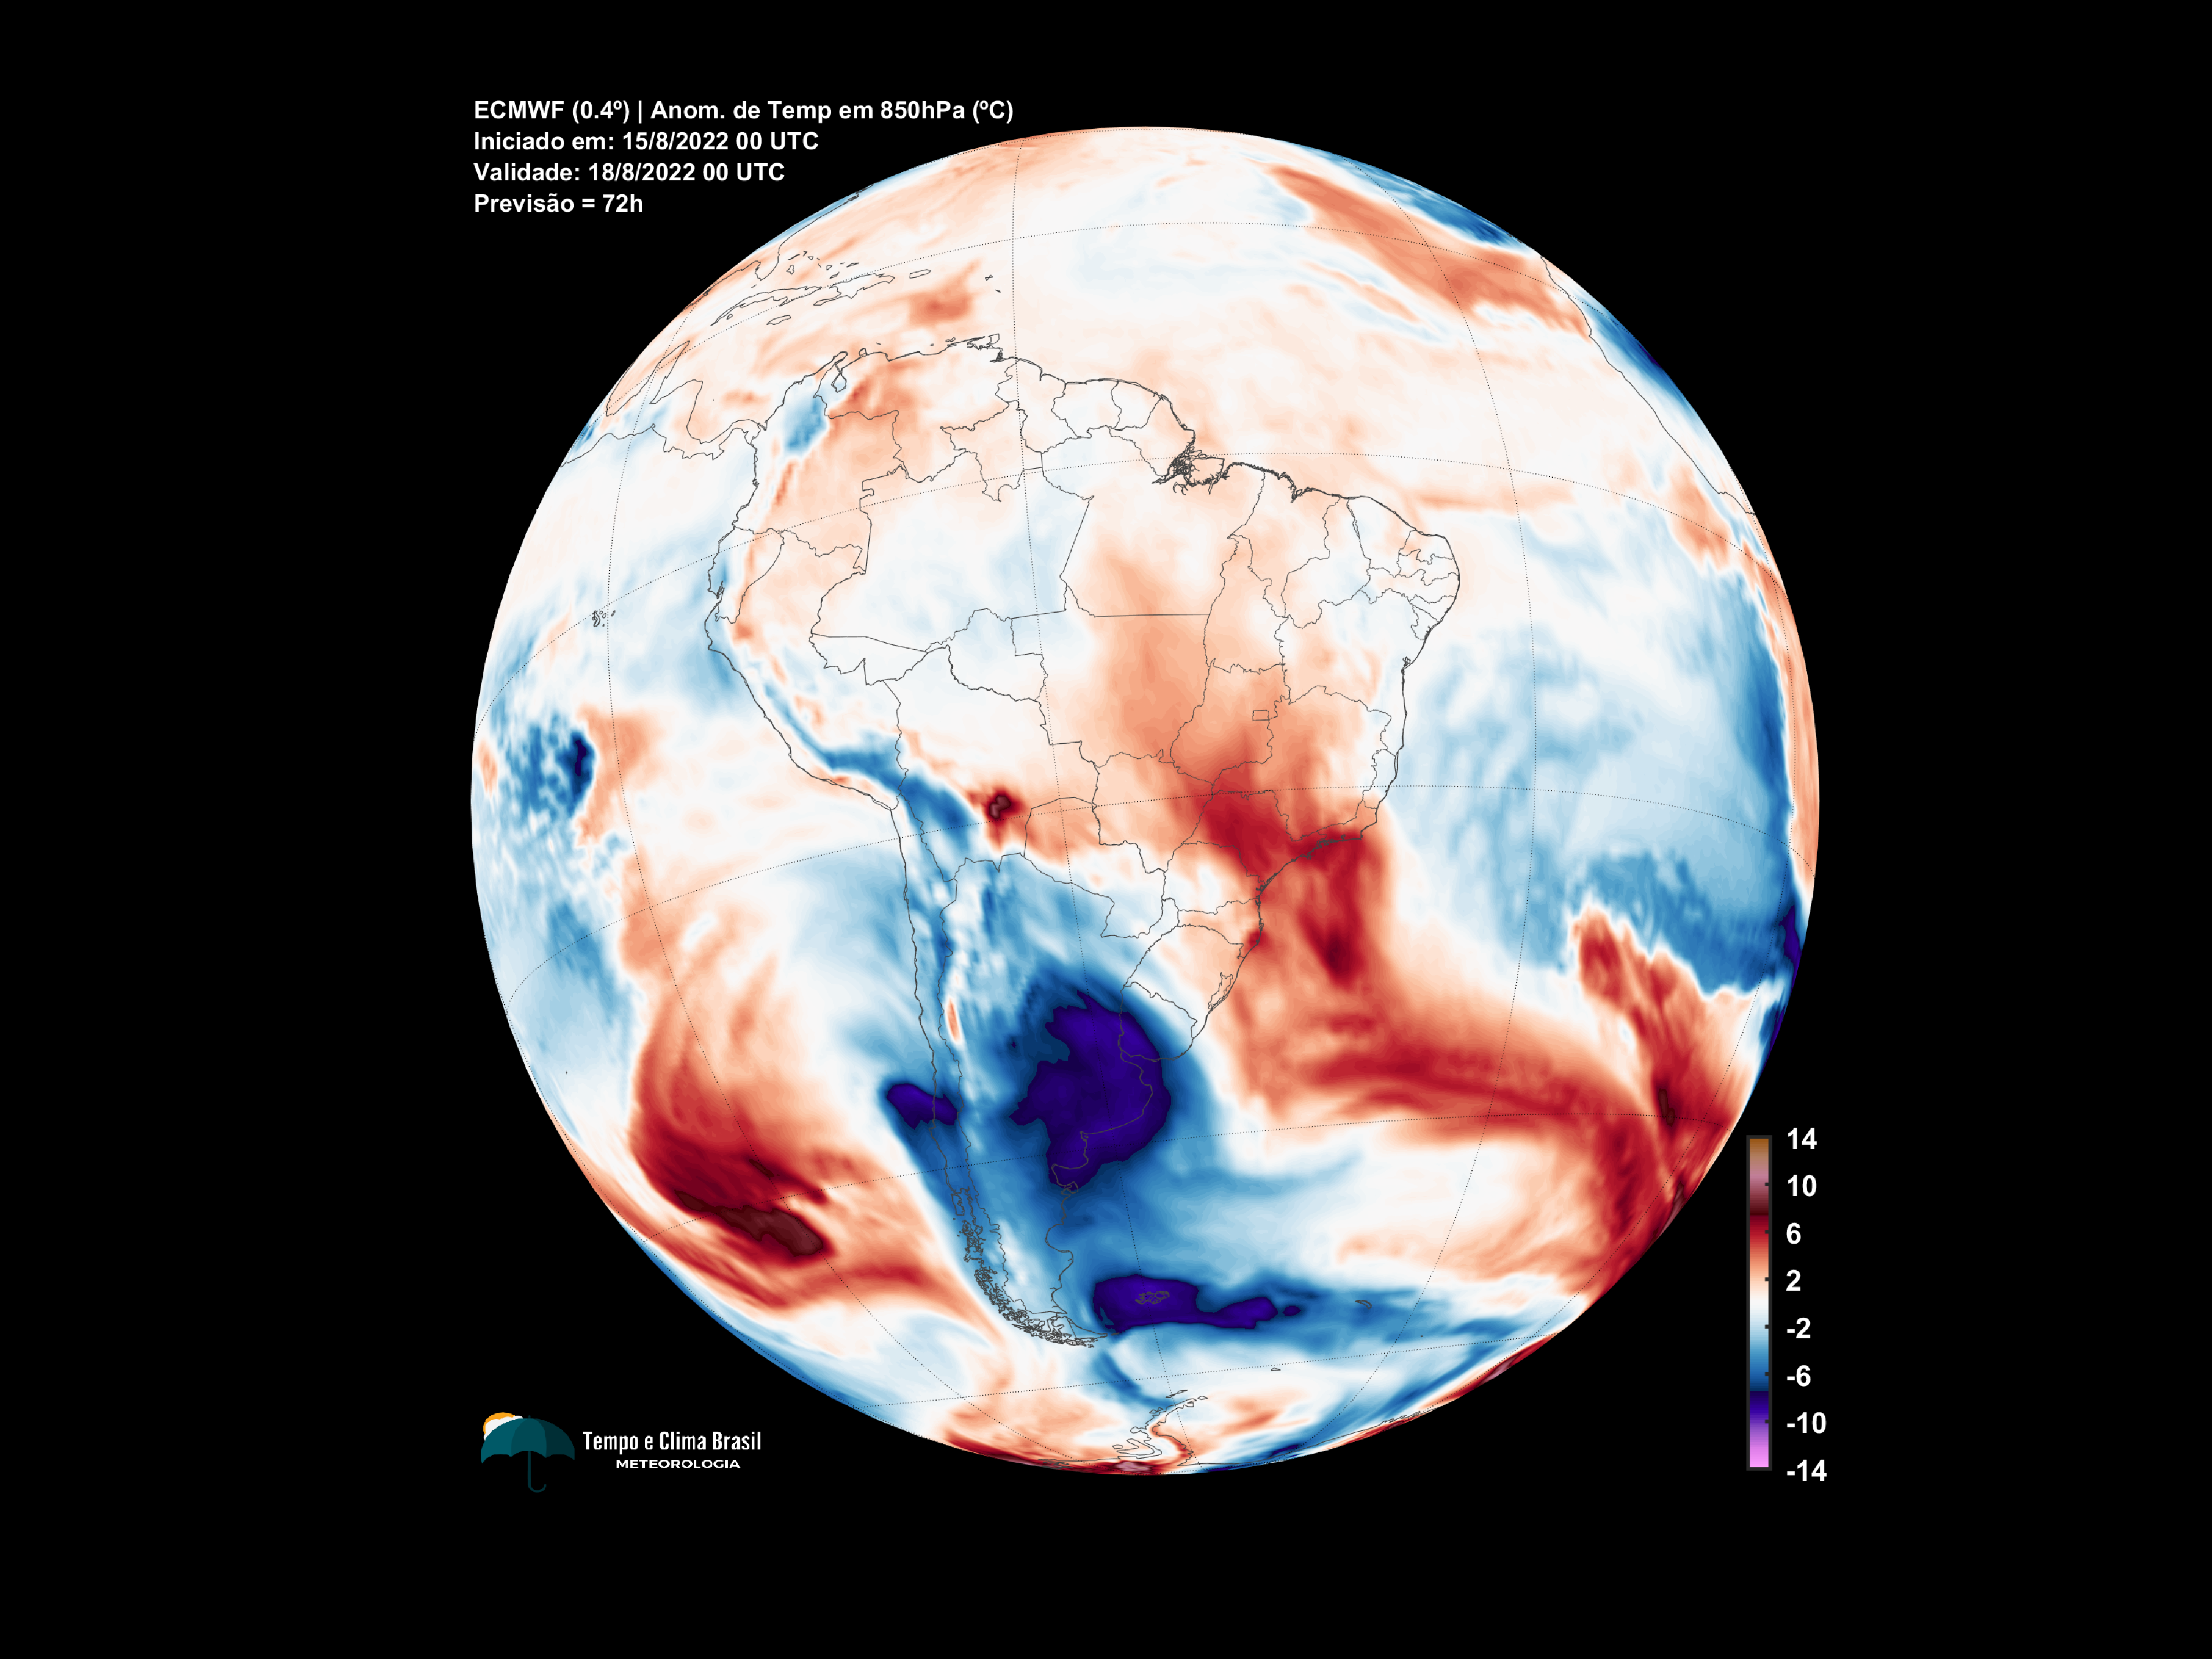 ECMWF (0.4º) | Anom. de Temp em 850hPa (ºC)
Iniciado em: 15/8/2022 00 UTC
Validade: 18/8/2022 00 UTC
Previsão = 72h
14
10
6
2
-2
-6
-10
-14
Tempo e Clima Brasil
METEOROLOGIA